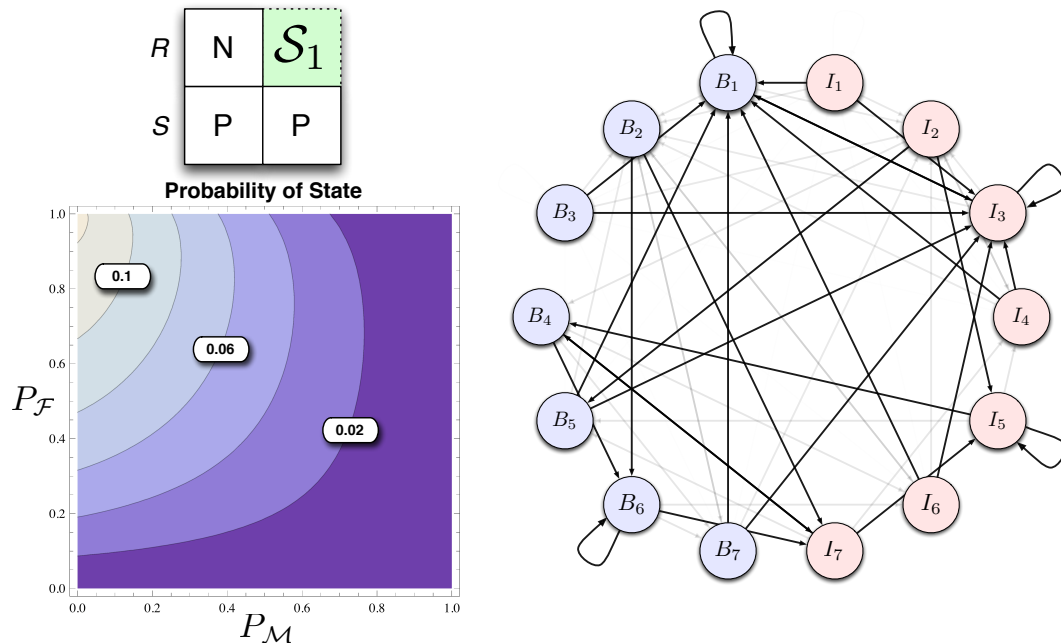 R N S₁
S P P
Probability of State
1.0
0.8
0.6
0.4
0.2
0.0
0.1
0.06
0.02
P_F
0.0 0.2 0.4 0.6 0.8 1.0
P_M
B₁ I₁
B₂ I₂
B₃ I₃
B₄ I₄
B₅ I₅
B₆ I₆
B₇ I₇